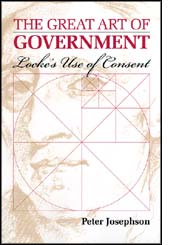 THE GREAT ART OF
GOVERNMENT
Locke's Use of Consent
Peter Josephson